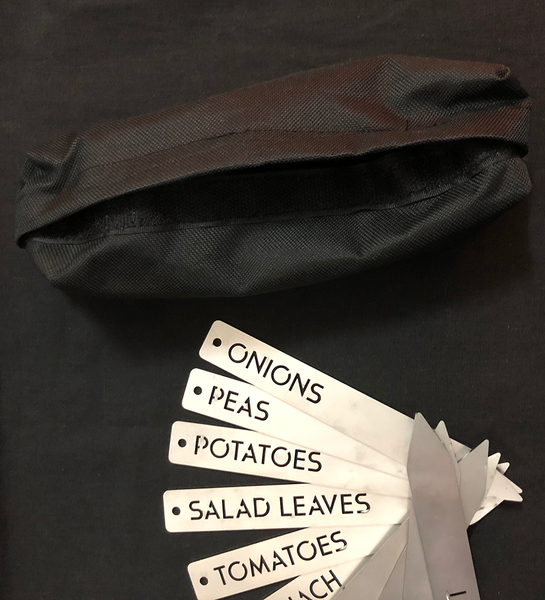 ONIONS
PEAS
POTATOES
SALAD LEAVES
TOMATOES